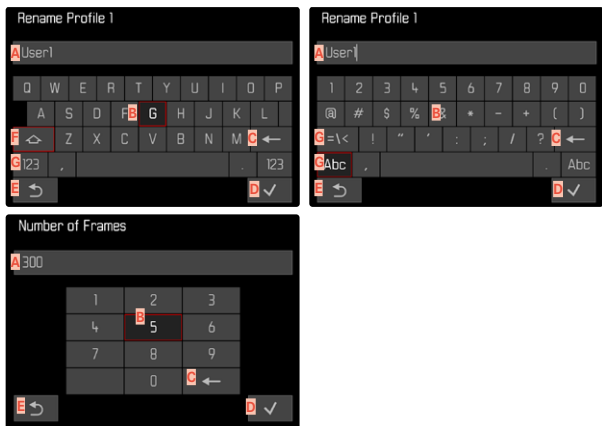 Rename Profile 1
A User1
Q W E R T Y U I O P
A S D F B G H J K L
F Z X C V B N M C ←
G 123 , . 123
E D ✓
Rename Profile 1
A User1
1 2 3 4 5 6 7 8 9 0
@ # $ % B & * - + ( )
G =\< ! " ' : ; / ? C ←
G Abc , . Abc
E D ✓
Number of Frames
A 300
1 2 3
4 B 5 6
7 8 9
0 C ←
E D ✓